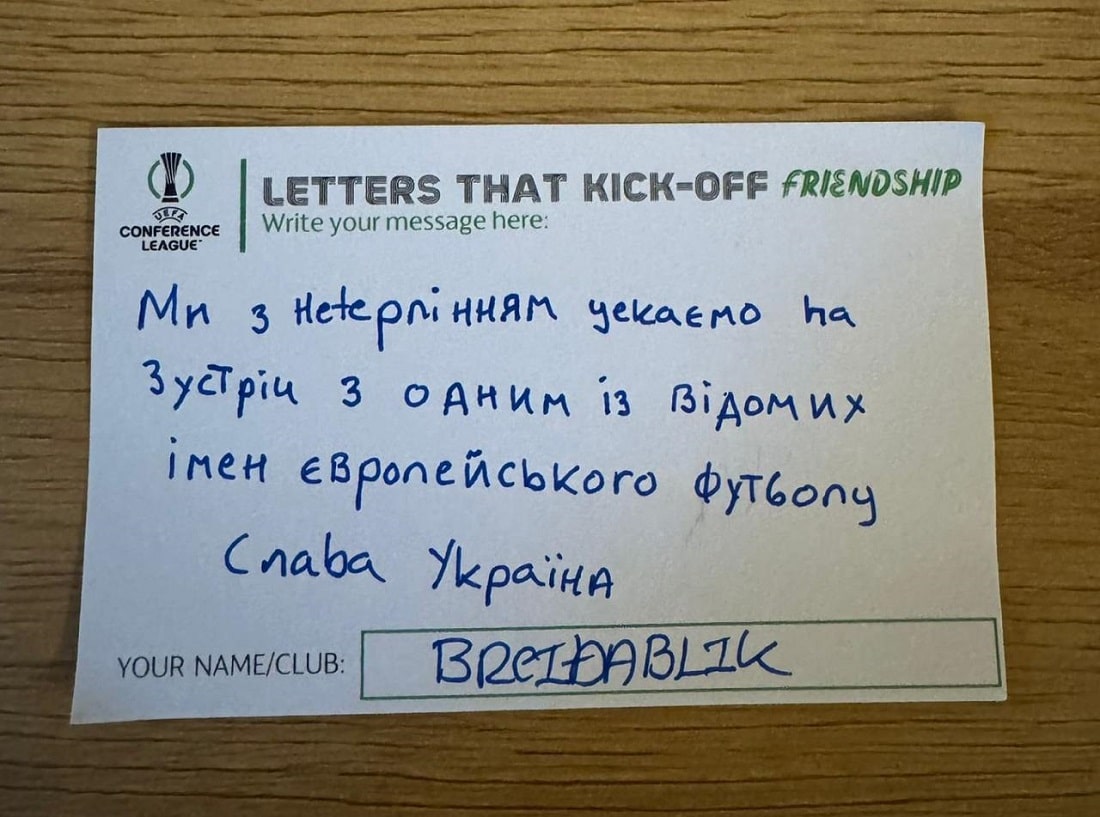 UEFA
CONFERENCE
LEAGUE
LETTERS THAT KICK-OFF FRIENDSHIP
Write your message here:
Ми з нетерпінням чекаємо на
зустріч з одним із відомих
імен європейського футболу
Слава Україна
YOUR NAME/CLUB:
BREIÐABLIK